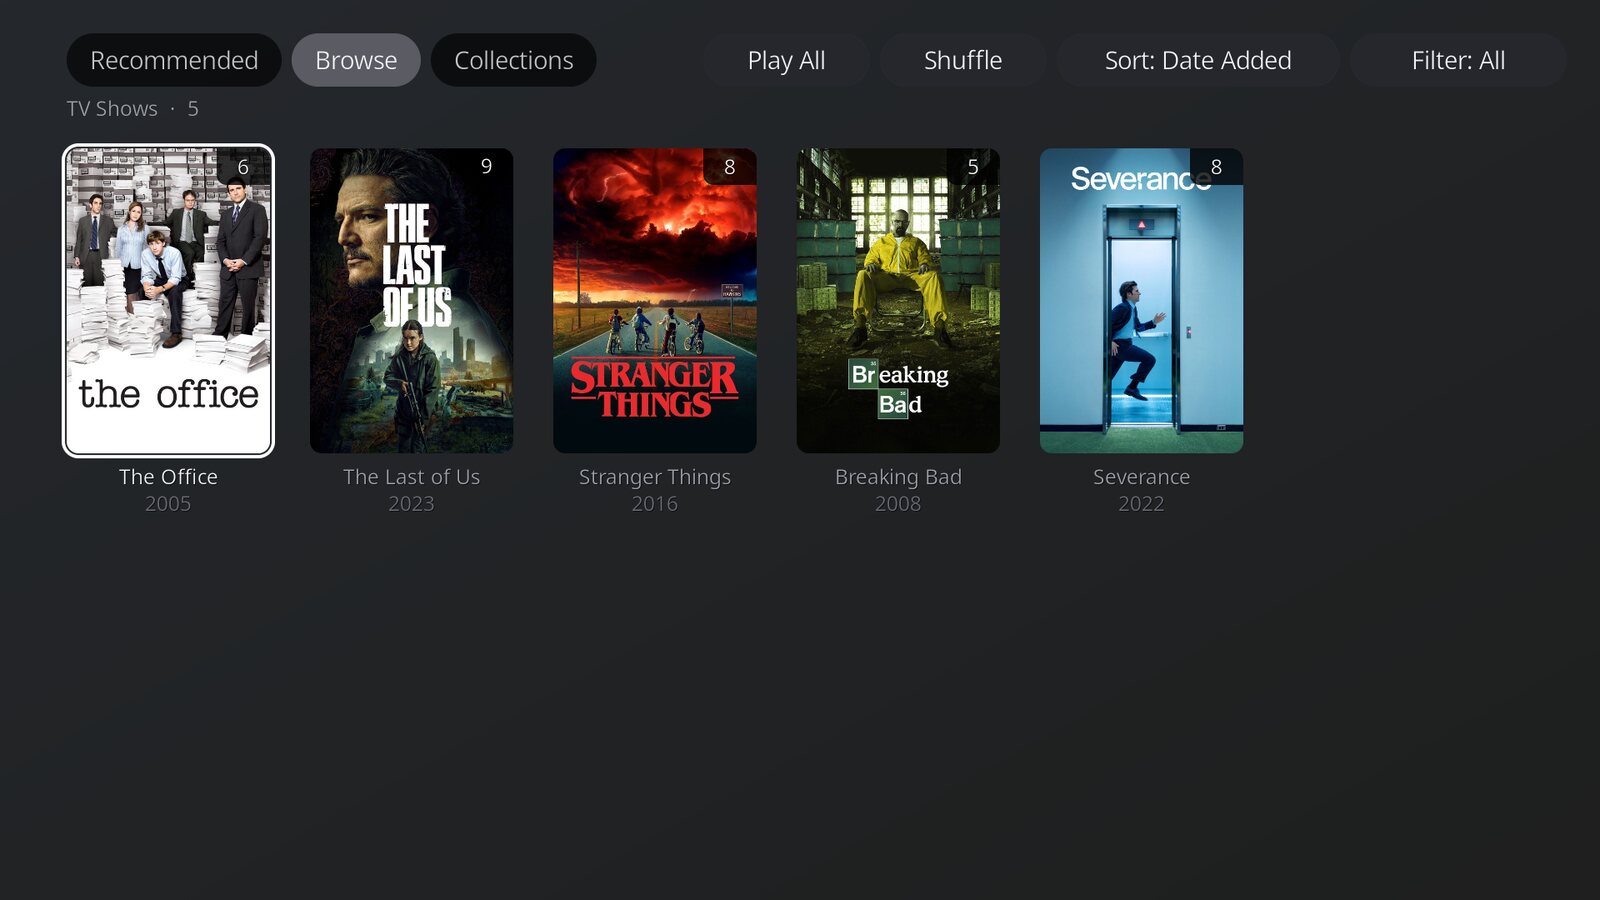 Recommended Browse Collections Play All Shuffle Sort: Date Added Filter: All
TV Shows · 5
6 9 8 5 8
Severance
THE
LAST
OF US
STRANGER
THINGS
Breaking
Bad
the office
The Office The Last of Us Stranger Things Breaking Bad Severance
2005 2023 2016 2008 2022